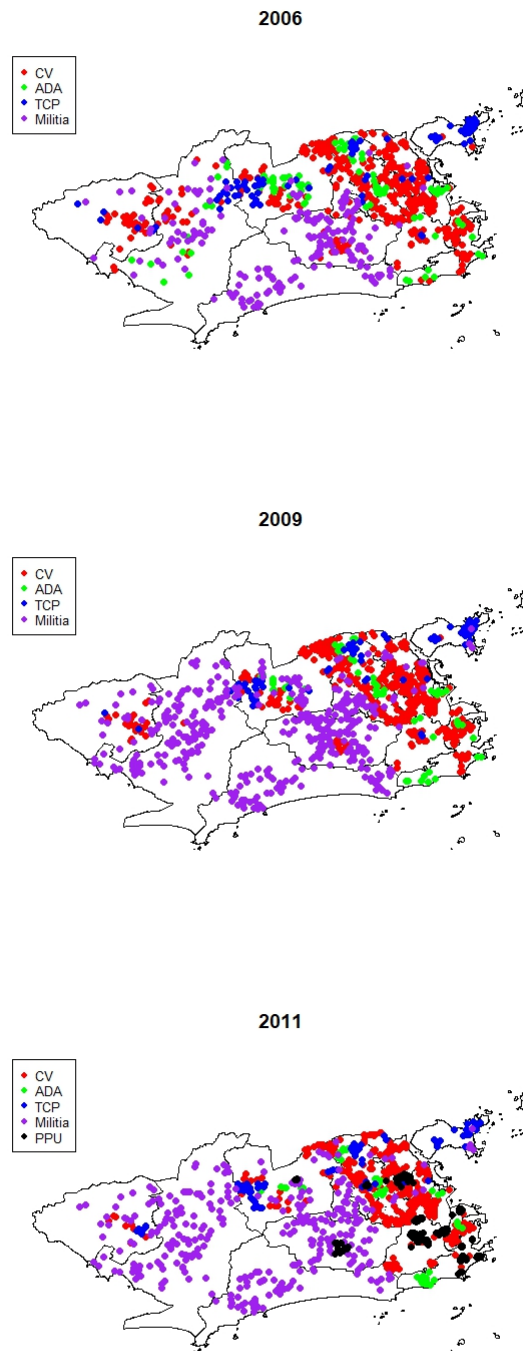 2006
CV
ADA
TCP
Militia
2009
CV
ADA
TCP
Militia
2011
CV
ADA
TCP
Militia
PPU